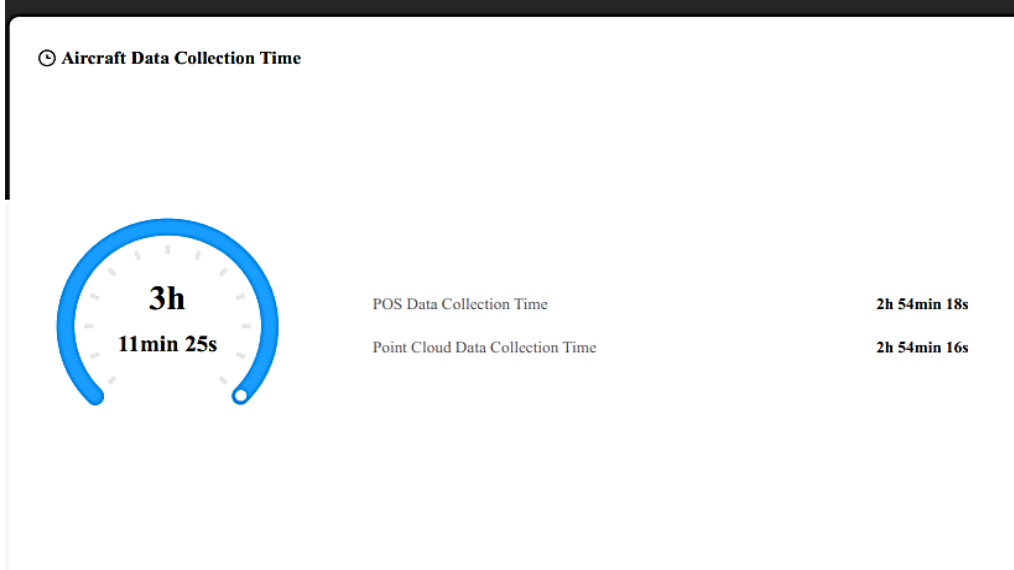 Aircraft Data Collection Time
3h
11min 25s
POS Data Collection Time 2h 54min 18s
Point Cloud Data Collection Time 2h 54min 16s